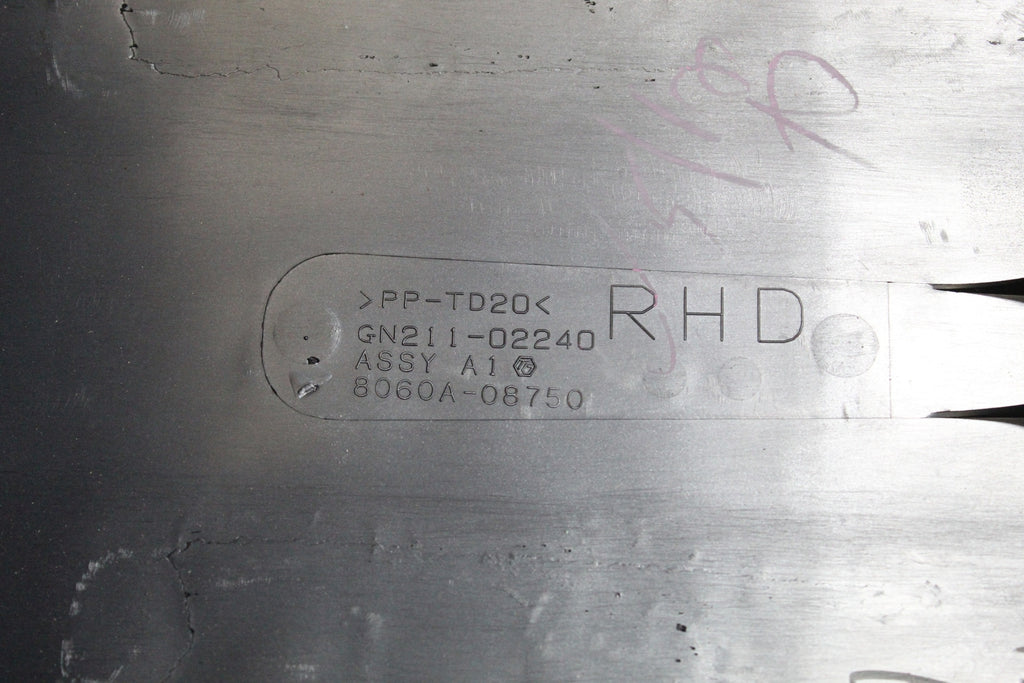 >PP-TD20<
GN211-02240
ASSY A1
8060A-08750
RHD